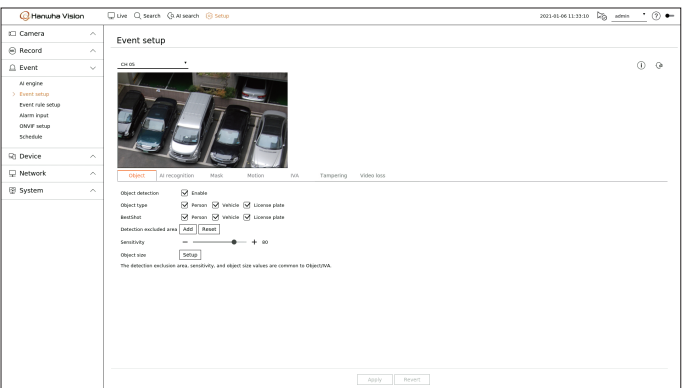 Hanwha Vision
Live Search AI search Setup 2021-01-06 11:33:10 admin
Camera
Record
Event
AI engine
Event setup
Event rule setup
Alarm input
ONVIF setup
Schedule
Device
Network
System
Event setup
CH 05
Object AI recognition Mask Motion IVA Tampering Video loss
Object detection Enable
Object type Person Vehicle License plate
BestShot Person Vehicle License plate
Detection excluded area Add Reset
Sensitivity − + 80
Object size Setup
The detection exclusion area, sensitivity, and object size values are common to Object/IVA.
Apply Revert